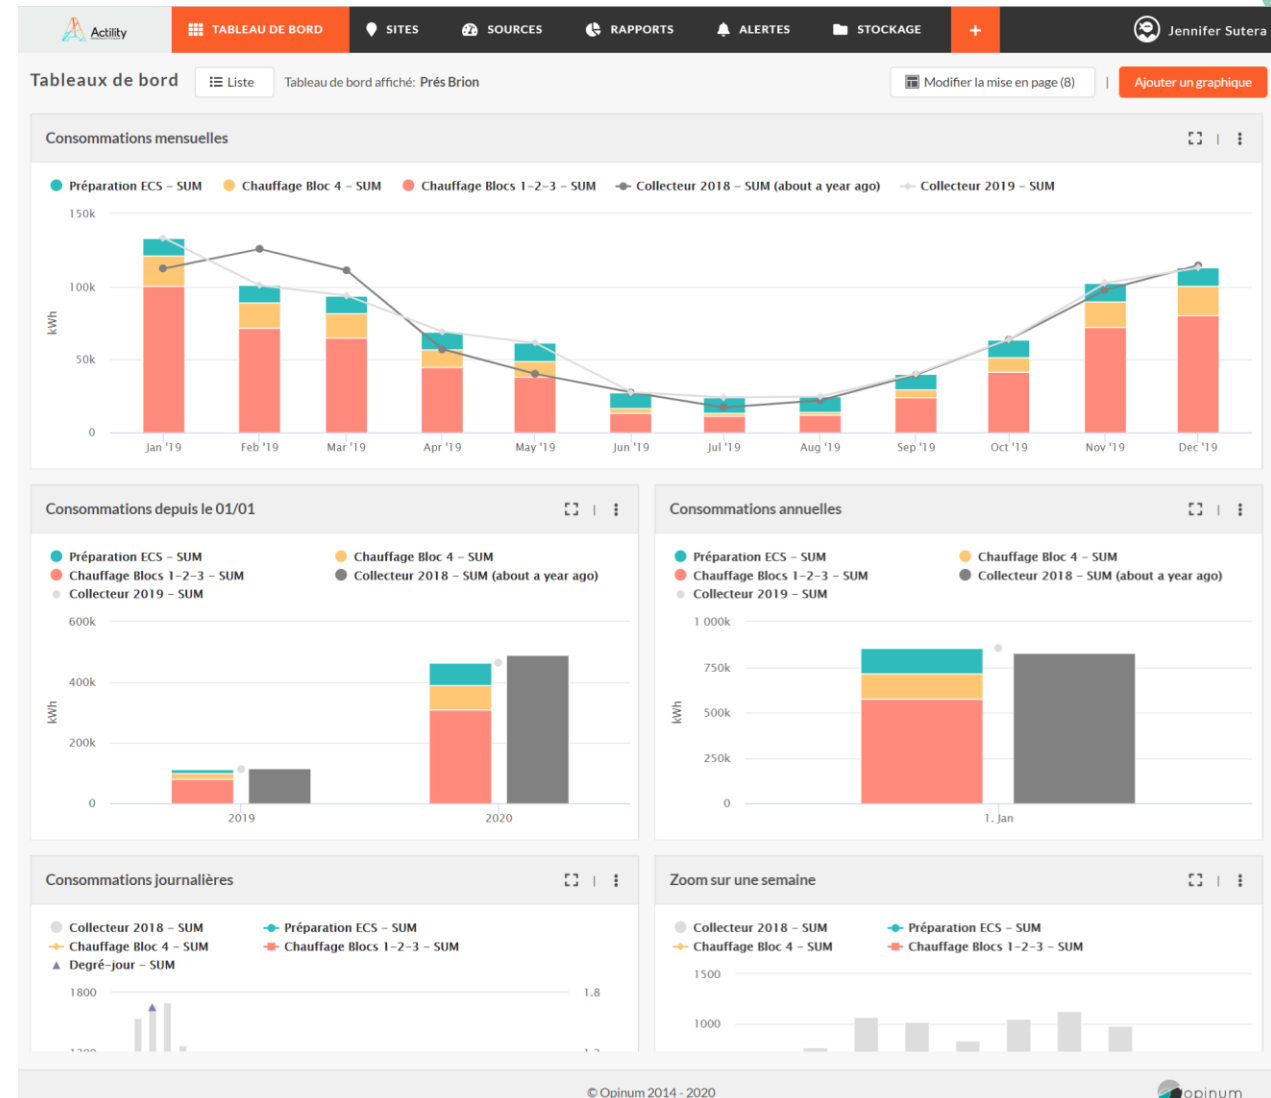 Actility
TABLEAU DE BORD
SITES
SOURCES
RAPPORTS
ALERTES
STOCKAGE
+
Jennifer Sutera
Tableaux de bord
Liste
Tableau de bord affiché: Prés Brion
Modifier la mise en page (8)
|
Ajouter un graphique
Consommations mensuelles
Préparation ECS - SUM
Chauffage Bloc 4 - SUM
Chauffage Blocs 1-2-3 - SUM
Collecteur 2018 - SUM (about a year ago)
Collecteur 2019 - SUM
150k
100k
50k
0
kWh
Jan '19
Feb '19
Mar '19
Apr '19
May '19
Jun '19
Jul '19
Aug '19
Sep '19
Oct '19
Nov '19
Dec '19
Consommations depuis le 01/01
Préparation ECS - SUM
Chauffage Bloc 4 - SUM
Chauffage Blocs 1-2-3 - SUM
Collecteur 2018 - SUM (about a year ago)
Collecteur 2019 - SUM
600k
400k
200k
0
kWh
2019
2020
Consommations annuelles
Préparation ECS - SUM
Chauffage Bloc 4 - SUM
Chauffage Blocs 1-2-3 - SUM
Collecteur 2018 - SUM (about a year ago)
Collecteur 2019 - SUM
1 000k
750k
500k
250k
0
kWh
1. Jan
Consommations journalières
Collecteur 2018 - SUM
Préparation ECS - SUM
Chauffage Bloc 4 - SUM
Chauffage Blocs 1-2-3 - SUM
Degré-jour - SUM
1800
1.8
Zoom sur une semaine
Collecteur 2018 - SUM
Préparation ECS - SUM
Chauffage Bloc 4 - SUM
Chauffage Blocs 1-2-3 - SUM
1500
1000
© Opinum 2014 - 2020
opinum